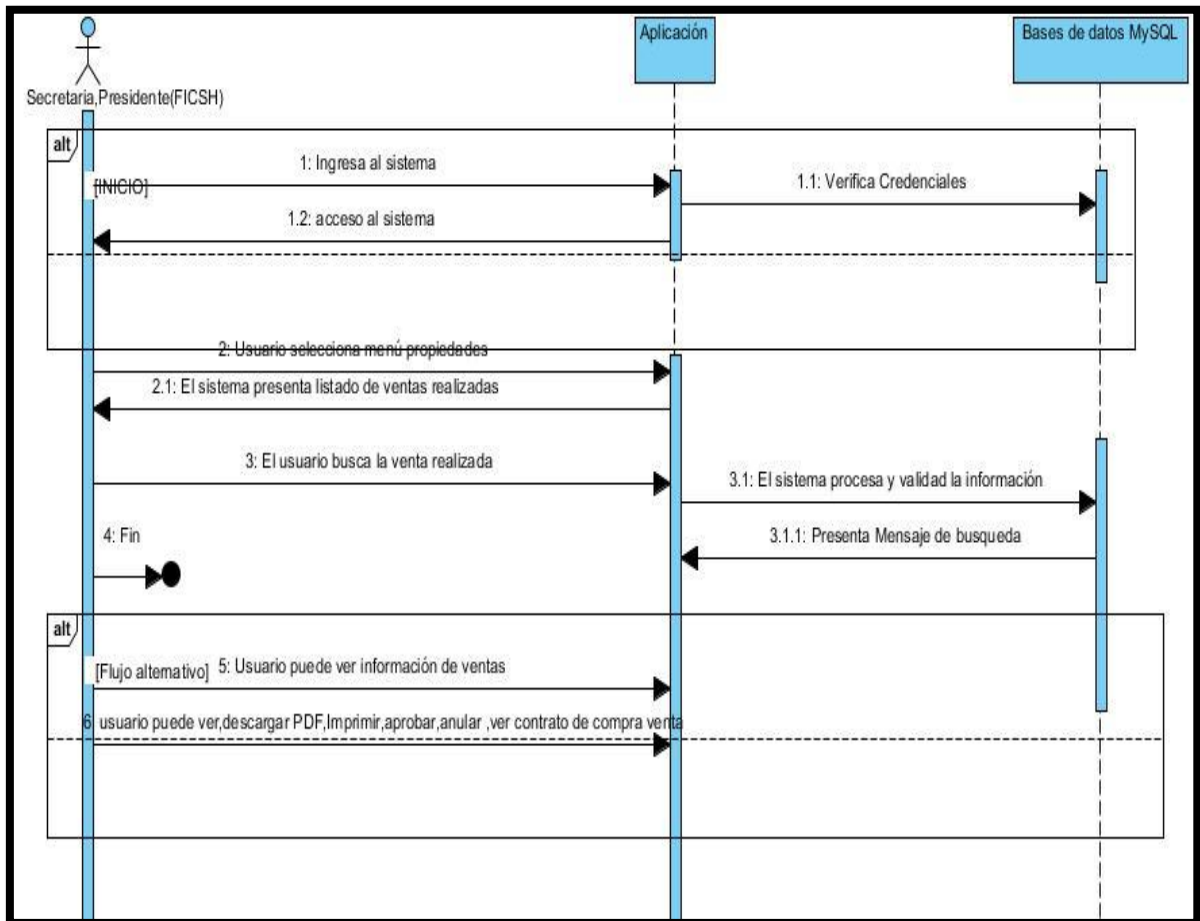 Aplicación
Bases de datos MySQL
Secretaria,Presidente(FICSH)
alt
1: Ingresa al sistema
[INICIO]
1.1: Verifica Credenciales
1.2: acceso al sistema
2: Usuario selecciona menú propiedades
2.1: El sistema presenta listado de ventas realizadas
3: El usuario busca la venta realizada
3.1: El sistema procesa y validad la información
4: Fin
3.1.1: Presenta Mensaje de busqueda
alt
[Flujo alternativo]
5: Usuario puede ver información de ventas
6: usuario puede ver,descargar PDF,Imprimir,aprobar,anular ,ver contrato de compra venta